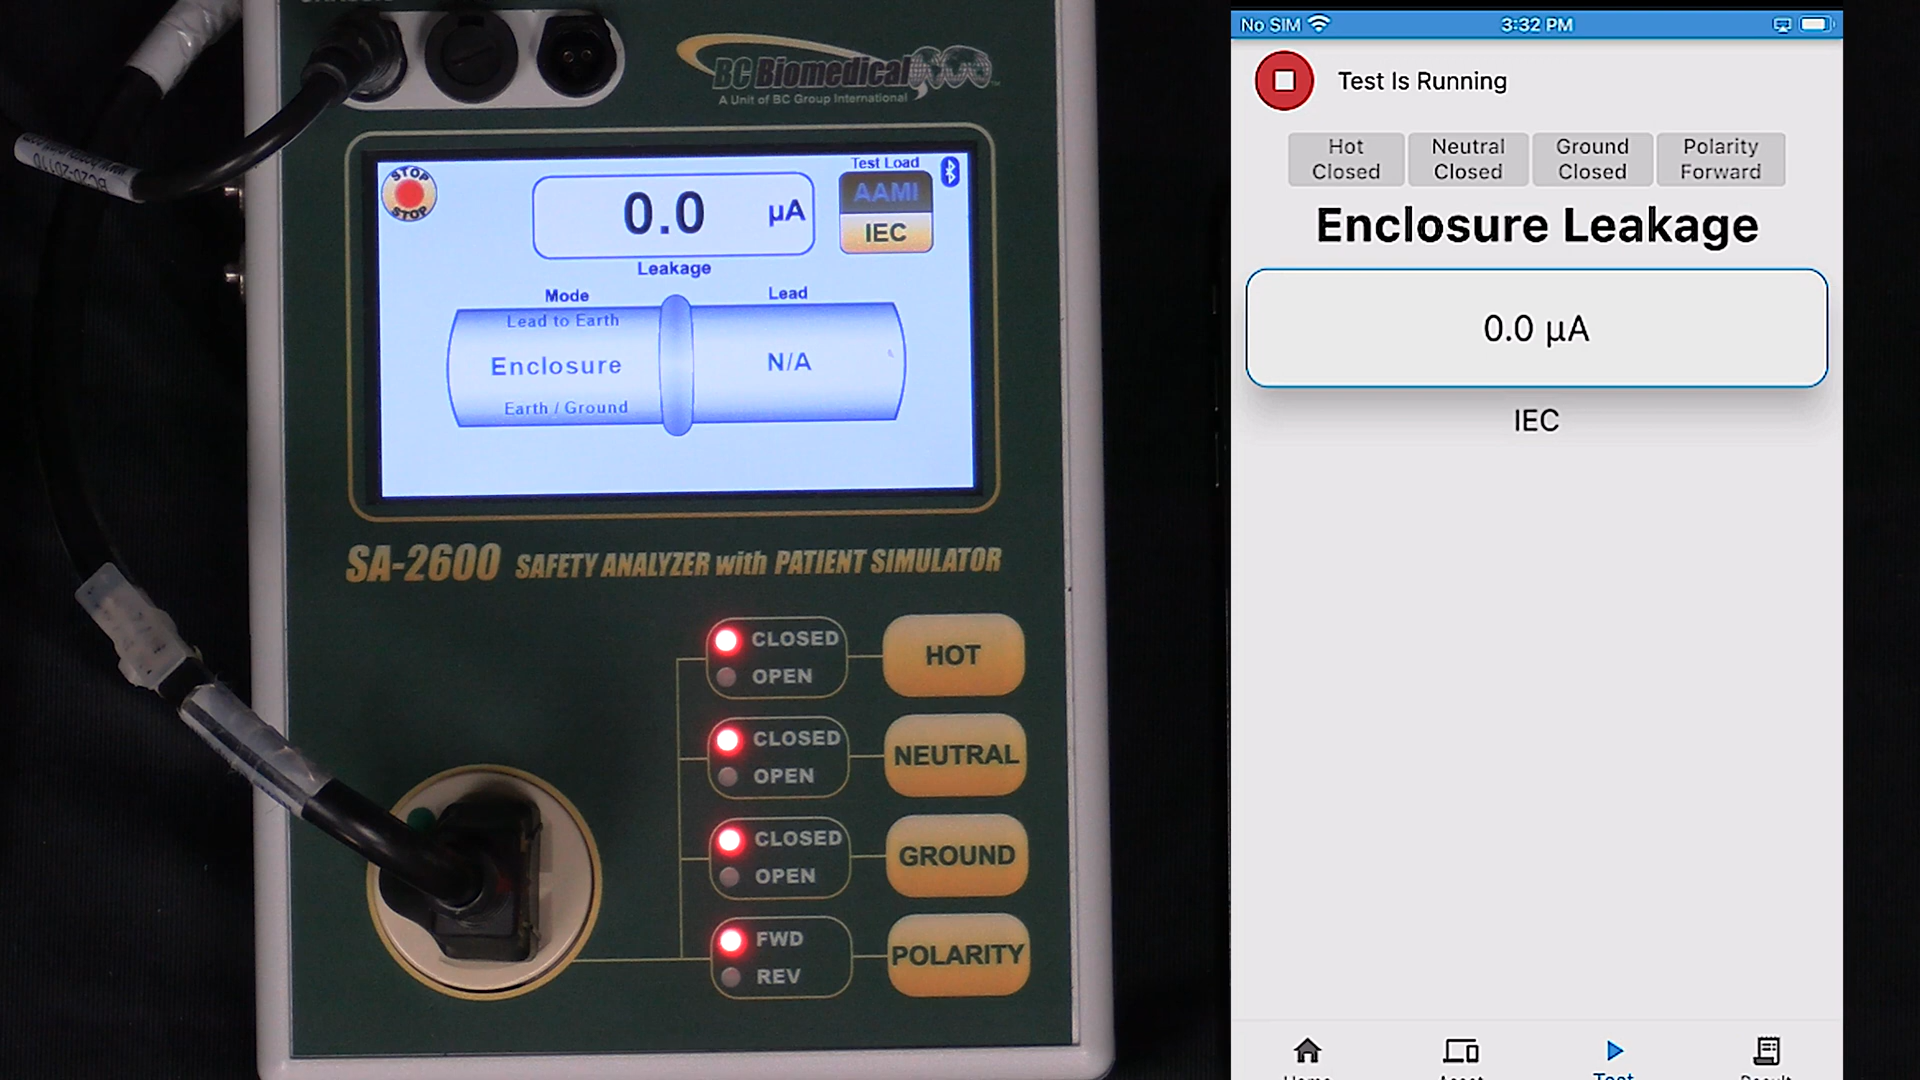 BC Biomedical
A Unit of BC Group International
STOP
STOP
0.0 µA
Leakage
Test Load
AAMI
IEC
Mode
Lead
Lead to Earth
Enclosure
N/A
Earth / Ground
SA-2600 SAFETY ANALYZER with PATIENT SIMULATOR
CLOSED
OPEN
HOT
CLOSED
OPEN
NEUTRAL
CLOSED
OPEN
GROUND
FWD
REV
POLARITY
BC20-20110
No SIM
3:32 PM
Test Is Running
Hot
Closed
Neutral
Closed
Ground
Closed
Polarity
Forward
Enclosure Leakage
0.0 µA
IEC